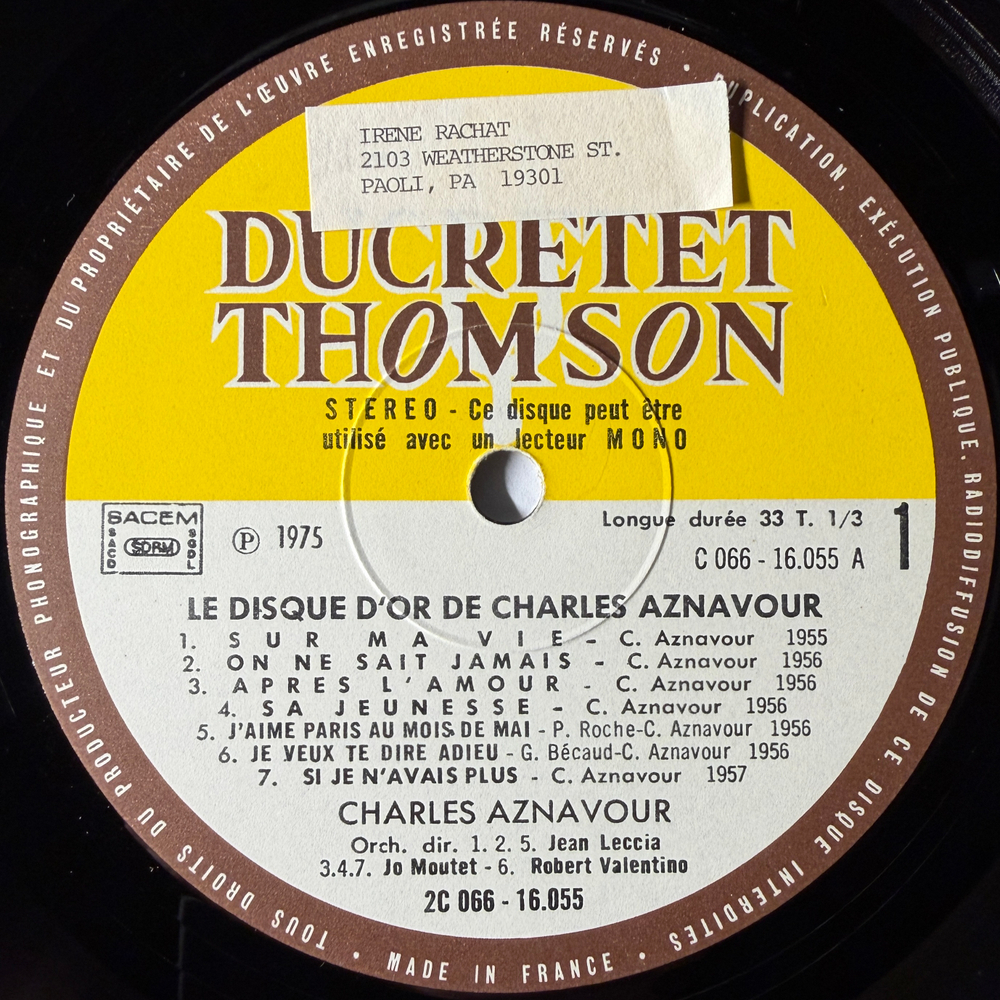 TOUS DROITS DU PRODUCTEUR PHONOGRAPHIQUE ET DU PROPRIÉTAIRE DE L'ŒUVRE ENREGISTRÉE RÉSERVÉS • DUPLICATION, EXÉCUTION PUBLIQUE, RADIODIFUSION DE CE DISQUE INTERDITES
• MADE IN FRANCE •
IRENE RACHAT
2103 WEATHERSTONE ST.
PAOLI, PA 19301
DUCRETET
THOMSON
STEREO - Ce disque peut être
utilisé avec un lecteur MONO
SACEM
SACD SDRM SGDL
Ⓟ 1975
Longue durée 33 T. 1/3
1
C 066 - 16.055 A
LE DISQUE D'OR DE CHARLES AZNAVOUR
1. SUR MA VIE - C. Aznavour 1955
2. ON NE SAIT JAMAIS - C. Aznavour 1956
3. APRES L'AMOUR - C. Aznavour 1956
4. SA JEUNESSE - C. Aznavour 1956
5. J'AIME PARIS AU MOIS DE MAI - P. Roche-C. Aznavour 1956
6. JE VEUX TE DIRE ADIEU - G. Bécaud-C. Aznavour 1956
7. SI JE N'AVAIS PLUS - C. Aznavour 1957
CHARLES AZNAVOUR
Orch. dir. 1. 2. 5. Jean Leccia
3.4.7. Jo Moutet - 6. Robert Valentino
2C 066 - 16.055